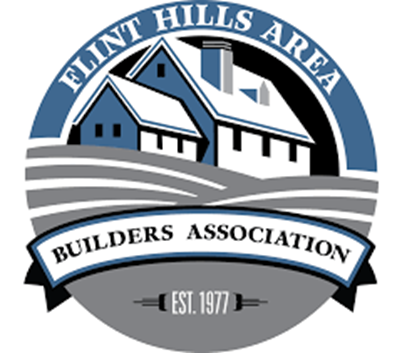 FLINT HILLS AREA
BUILDERS ASSOCIATION
EST. 1977